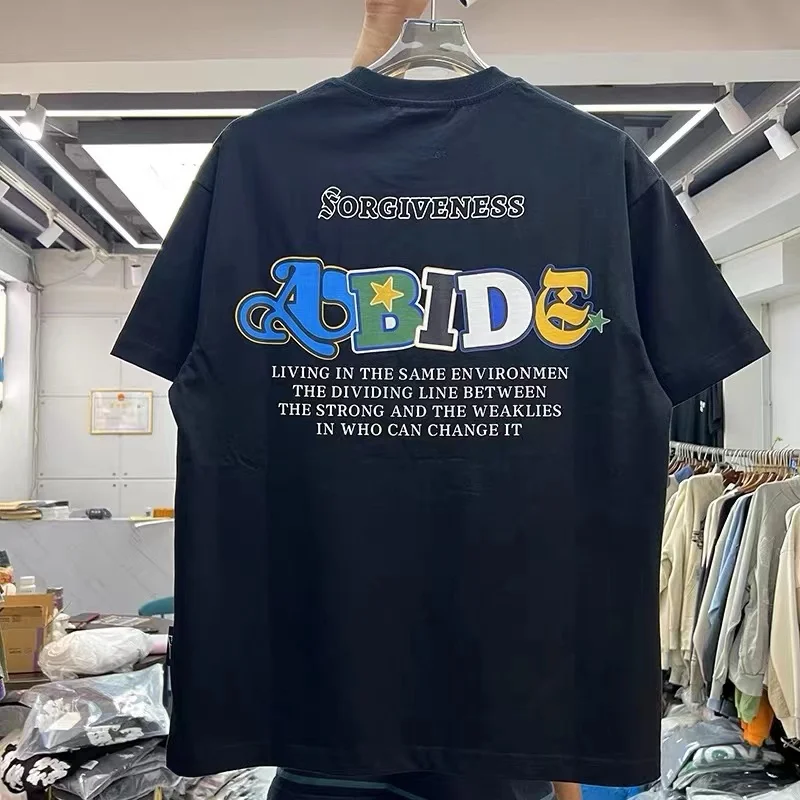 FORGIVENESS
ABIDE
LIVING IN THE SAME ENVIRONMEN
THE DIVIDING LINE BETWEEN
THE STRONG AND THE WEAKLIES
IN WHO CAN CHANGE IT